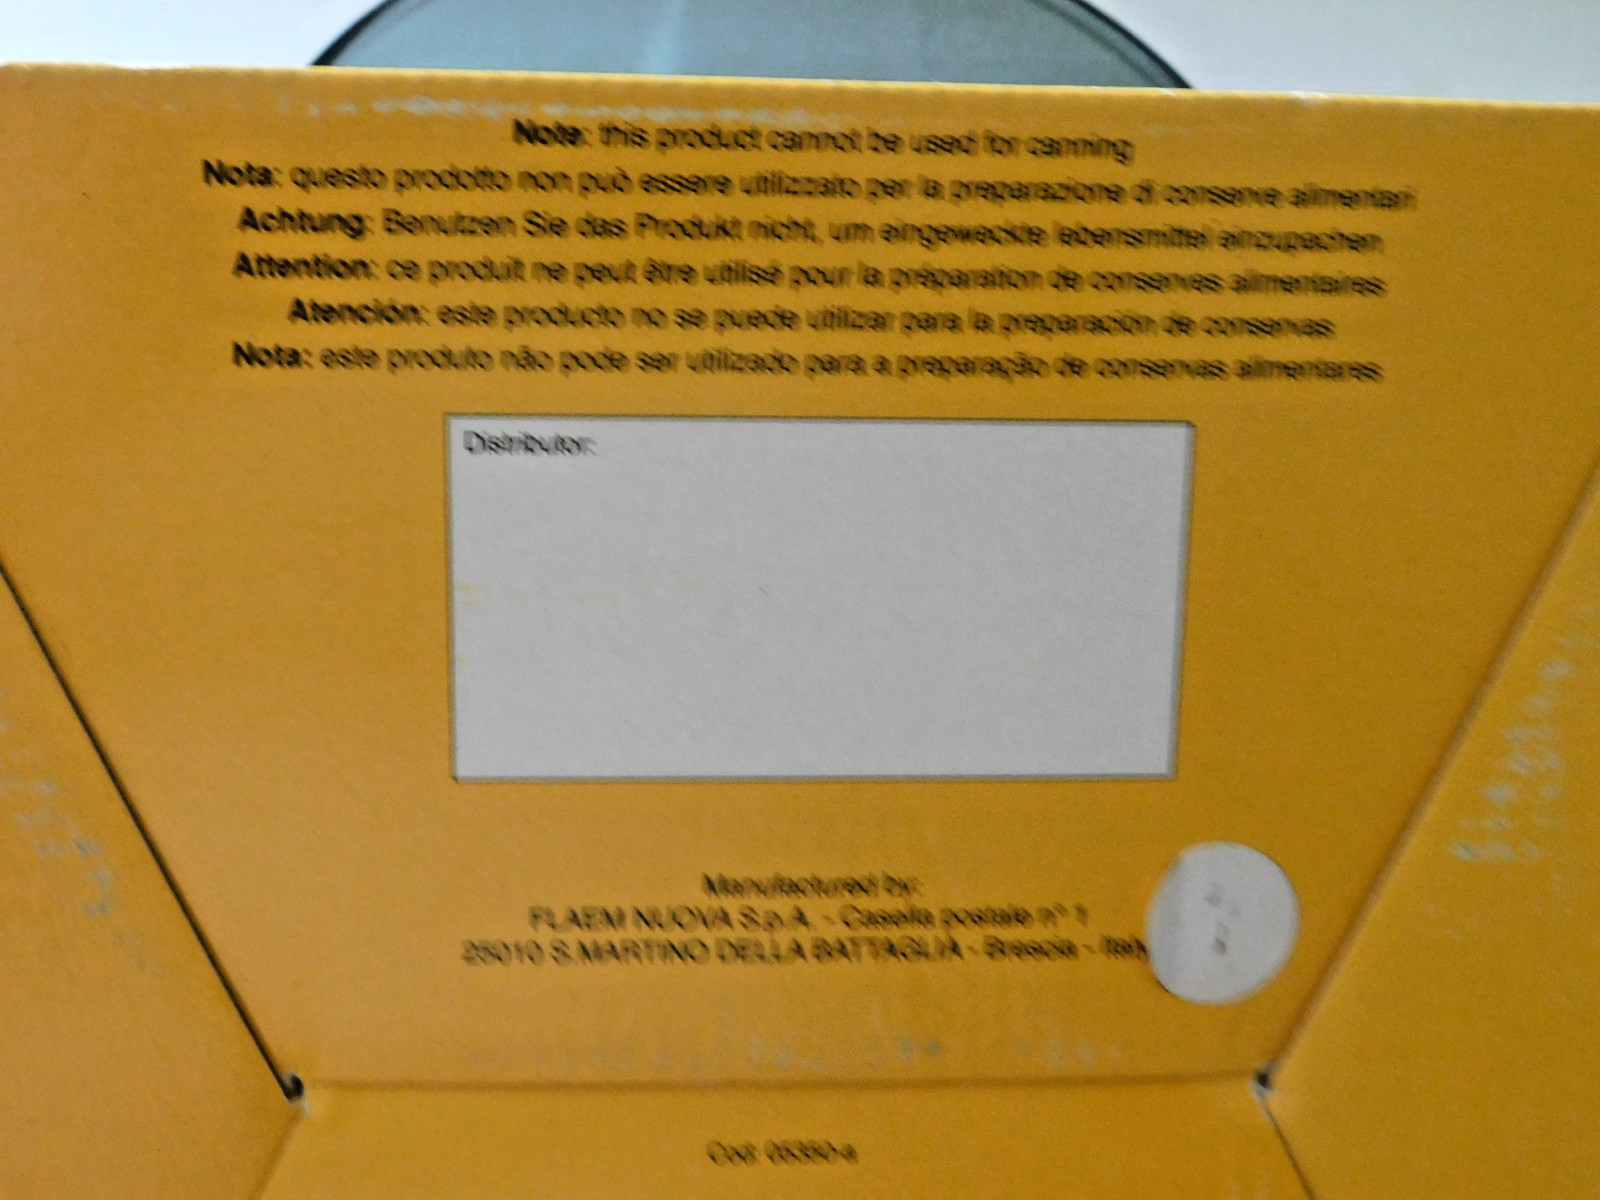 Note: this product cannot be used for canning
Nota: questo prodotto non può essere utilizzato per la preparazione di conserve alimentari
Achtung: Benutzen Sie das Produkt nicht, um eingeweckte lebensmittel
Attention: ce produit ne peut être utilisé pour la préparation de conserves alimentaires
Atención: este producto no se puede utilizar para la preparación de conservas
Nota: este produto não pode ser utilizado para a preparação de conservas alimentares
Distributor:
Manufactured by:
FLAEM NUOVA S.p.A. - Casella postale n° 1
25010 S.MARTINO DELLA BATTAGLIA - Brescia - Italy
Cod: